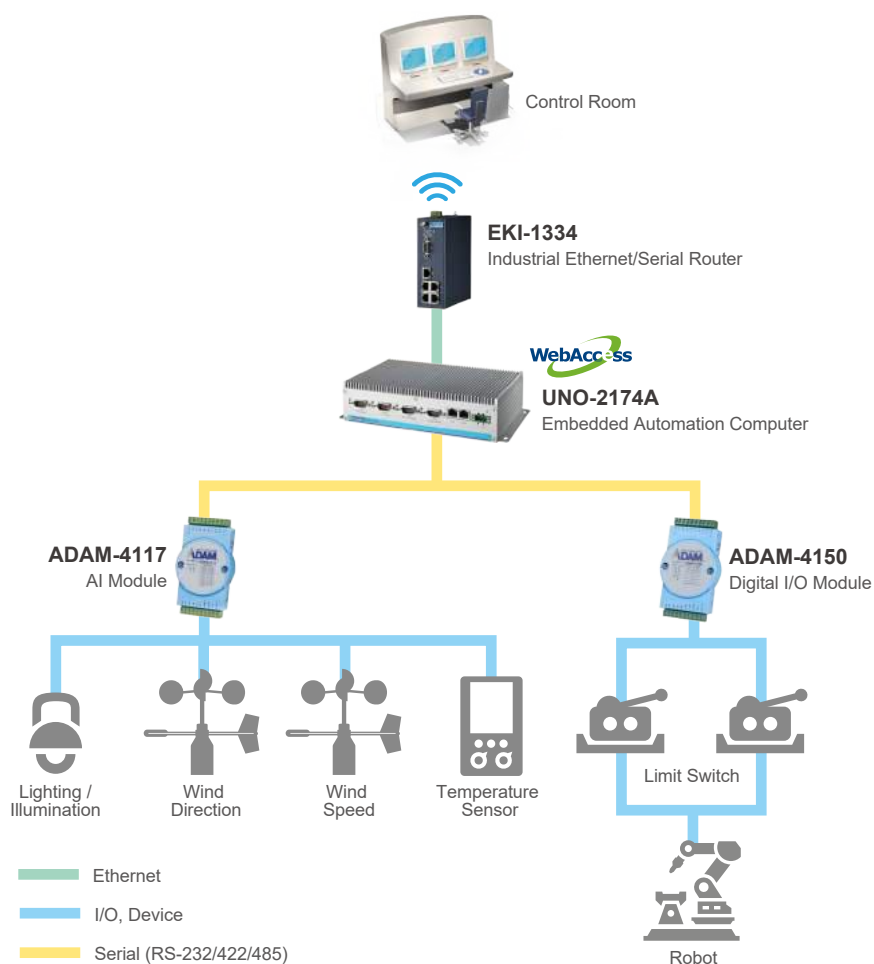 Control Room
EKI-1334
Industrial Ethernet/Serial Router
WebAccess
UNO-2174A
Embedded Automation Computer
ADAM-4117
AI Module
ADAM
ADAM
ADAM-4150
Digital I/O Module
Lighting /
Illumination
Wind
Direction
Wind
Speed
Temperature
Sensor
Limit Switch
Robot
Ethernet
I/O, Device
Serial (RS-232/422/485)